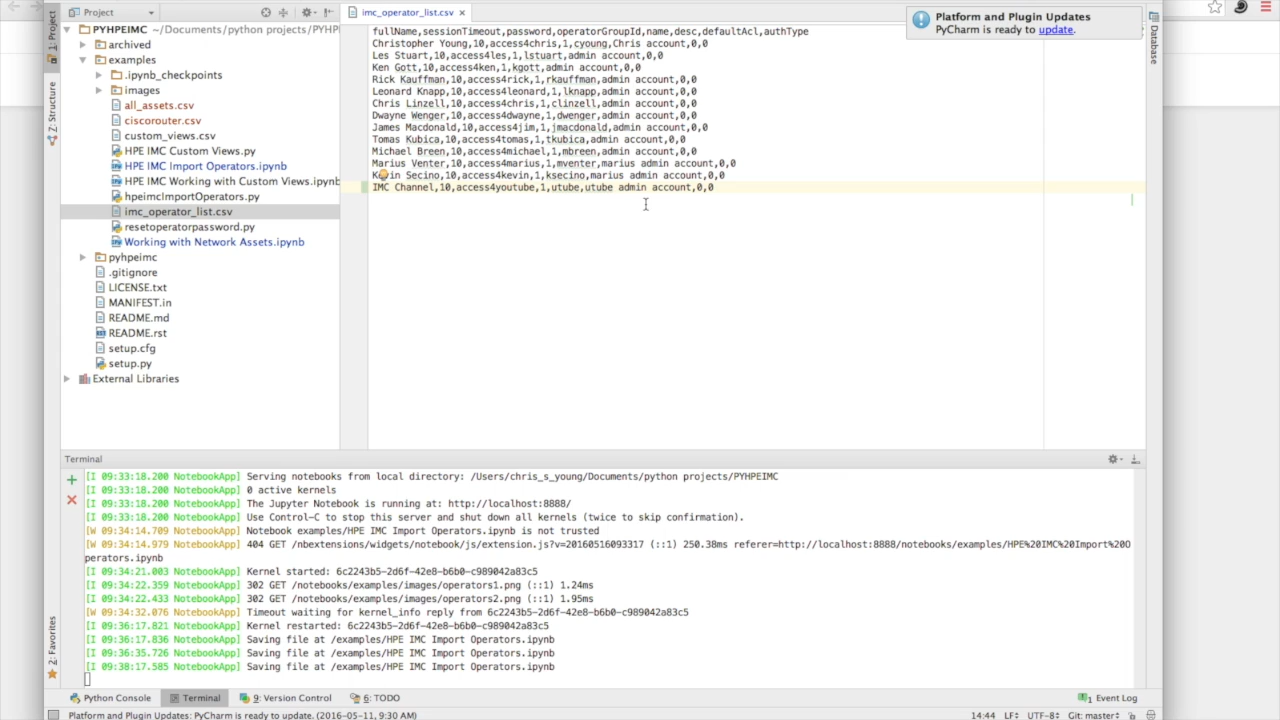 Project
imc_operator_list.csv
Platform and Plugin Updates
PyCharm is ready to update.
1: Project
Z: Structure
2: Favorites
Database
PYHPEIMC ~/Documents/python projects/PYHP
archived
examples
.ipynb_checkpoints
images
all_assets.csv
ciscorouter.csv
custom_views.csv
HPE IMC Custom Views.py
HPE IMC Import Operators.ipynb
HPE IMC Working with Custom Views.ipynb
hpeimcImportOperators.py
imc_operator_list.csv
resetoperatorpassword.py
Working with Network Assets.ipynb
pyhpeimc
.gitignore
LICENSE.txt
MANIFEST.in
README.md
README.rst
setup.cfg
setup.py
External Libraries
fullName,sessionTimeout,password,operatorGroupId,name,desc,defaultAcl,authType
Christopher Young,10,access4chris,1,cyoung,Chris account,0,0
Les Stuart,10,access4les,1,lstuart,admin account,0,0
Ken Gott,10,access4ken,1,kgott,admin account,0,0
Rick Kauffman,10,access4rick,1,rkauffman,admin account,0,0
Leonard Knapp,10,access4leonard,1,lknapp,admin account,0,0
Chris Linzell,10,access4chris,1,clinzell,admin account,0,0
Dwayne Wenger,10,access4dwayne,1,dwenger,admin account,0,0
James Macdonald,10,access4jim,1,jmacdonald,admin account,0,0
Tomas Kubica,10,access4tomas,1,tkubica,admin account,0,0
Michael Breen,10,access4michael,1,mbreen,admin account,0,0
Marius Venter,10,access4marius,1,mventer,marius admin account,0,0
Kevin Secino,10,access4kevin,1,ksecino,marius admin account,0,0
IMC Channel,10,access4youtube,1,utube,utube admin account,0,0
Terminal
[I 09:33:18.200 NotebookApp] Serving notebooks from local directory: /Users/chris_s_young/Documents/python projects/PYHPEIMC
[I 09:33:18.200 NotebookApp] 0 active kernels
[I 09:33:18.200 NotebookApp] The Jupyter Notebook is running at: http://localhost:8888/
[I 09:33:18.200 NotebookApp] Use Control-C to stop this server and shut down all kernels (twice to skip confirmation).
[W 09:34:14.709 NotebookApp] Notebook examples/HPE IMC Import Operators.ipynb is not trusted
[W 09:34:14.979 NotebookApp] 404 GET /nbextensions/widgets/notebook/js/extension.js?v=20160516093317 (::1) 250.38ms referer=http://localhost:8888/notebooks/examples/HPE%20IMC%20Import%20O
perators.ipynb
[I 09:34:21.003 NotebookApp] Kernel started: 6c2243b5-2d6f-42e8-b6b0-c989042a83c5
[I 09:34:22.359 NotebookApp] 302 GET /notebooks/examples/images/operators1.png (::1) 1.24ms
[I 09:34:22.433 NotebookApp] 302 GET /notebooks/examples/images/operators2.png (::1) 1.95ms
[W 09:34:32.076 NotebookApp] Timeout waiting for kernel_info reply from 6c2243b5-2d6f-42e8-b6b0-c989042a83c5
[I 09:36:17.821 NotebookApp] Kernel restarted: 6c2243b5-2d6f-42e8-b6b0-c989042a83c5
[I 09:36:17.836 NotebookApp] Saving file at /examples/HPE IMC Import Operators.ipynb
[I 09:36:35.726 NotebookApp] Saving file at /examples/HPE IMC Import Operators.ipynb
[I 09:38:17.585 NotebookApp] Saving file at /examples/HPE IMC Import Operators.ipynb
Python Console Terminal 9: Version Control 6: TODO 1 Event Log
Platform and Plugin Updates: PyCharm is ready to update. (2016-05-11, 9:30 AM) 14:44 LF÷ UTF-8÷ Git: master÷